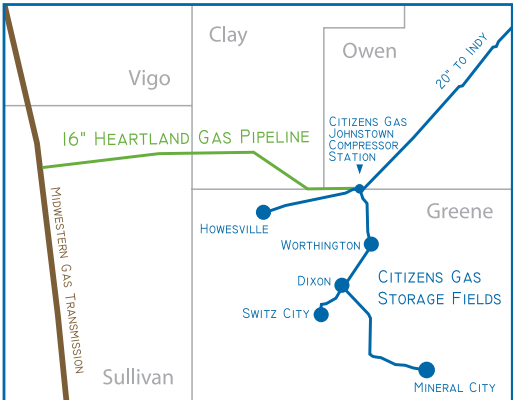 Clay
Owen
Vigo
20" to Indy
16" Heartland Gas Pipeline
Citizens Gas
Johnstown
Compressor
Station
Midwestern Gas Transmission
Howesville
Greene
Worthington
Dixon
Citizens Gas
Storage Fields
Switz City
Sullivan
Mineral City